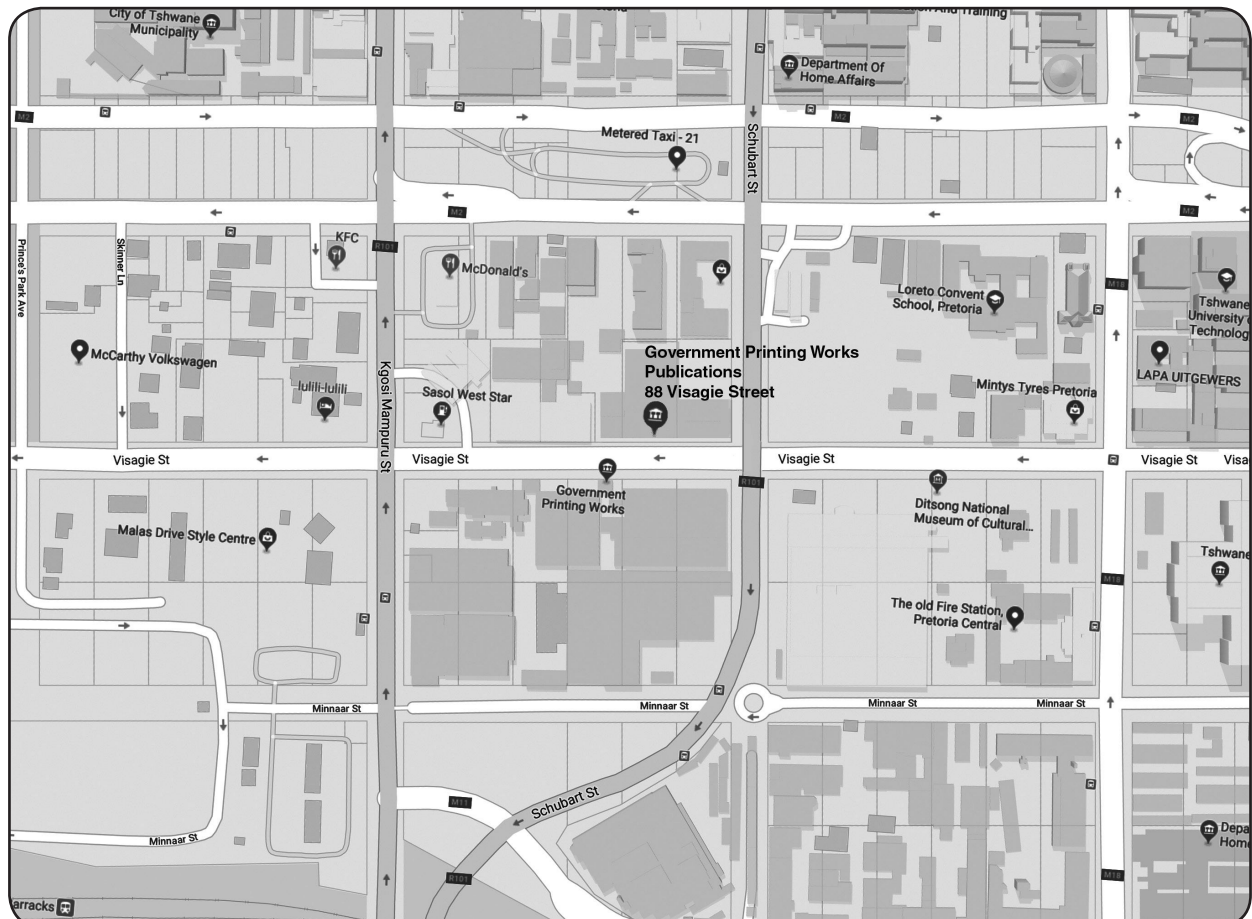 City of Tshwane
Municipality
on And Training
Department Of
Home Affairs
M2
M2
M2
Metered Taxi - 21
Schubart St
M2
M2
KFC
R101
McDonald's
Prince's Park Ave
Skinner Ln
Loreto Convent
School, Pretoria
M18
Tshwane
University
Technolog
McCarthy Volkswagen
Government Printing Works
Publications
88 Visagie Street
LAPA UITGEWERS
Iulili-Iulili
Kgosi Mampuru St
Sasol West Star
Mintys Tyres Pretoria
Visagie St
Visagie St
Visagie St
Visagie St
Visa
R101
Government
Printing Works
Ditsong National
Museum of Cultural...
Malas Drive Style Centre
Tshwane
M18
The old Fire Station,
Pretoria Central
Minnaar St
Minnaar St
Minnaar St
Minnaar St
M11
Schubart St
Minnaar St
Depa
Home
R101
M18
arracks